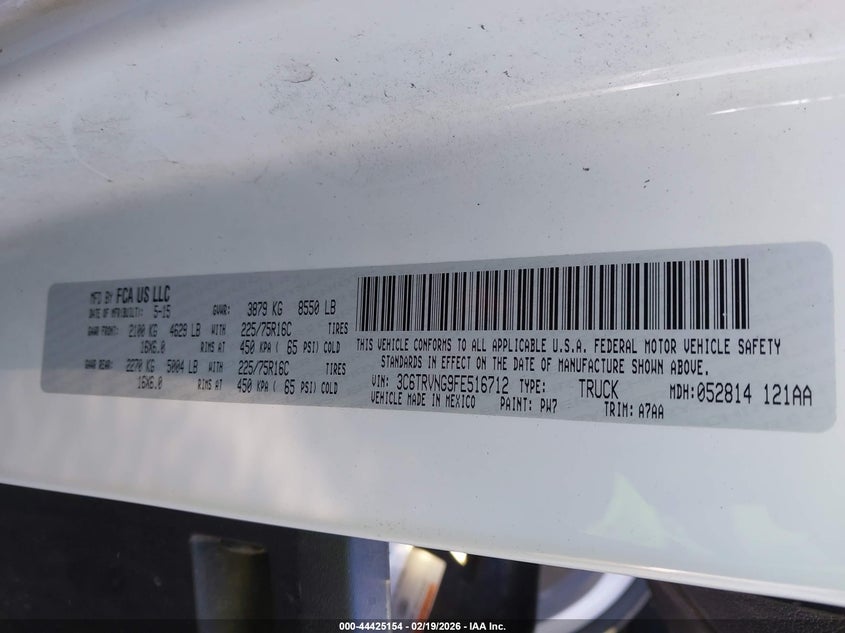 MFD BY FCA US LLC
DATE OF MFD(BUILT): 5-15 GVWR: 3879 KG 8550 LB
GAWR FRONT: 2100 KG 4629 LB WITH 225/75R16C TIRES
16X6.0 RIMS AT 450 KPA ( 65 PSI) COLD
GAWR REAR: 2270 KG 5004 LB WITH 225/75R16C TIRES
16X6.0 RIMS AT 450 KPA ( 65 PSI) COLD
THIS VEHICLE CONFORMS TO ALL APPLICABLE U.S.A. FEDERAL MOTOR VEHICLE SAFETY
STANDARDS IN EFFECT ON THE DATE OF MANUFACTURE SHOWN ABOVE.
VIN: 3C6TRVNG9FE516712 TYPE: TRUCK MDH: 052814 121AA
VEHICLE MADE IN MEXICO PAINT: PW7 TRIM: A7AA
000-44425154 - 02/19/2026 - IAA Inc.